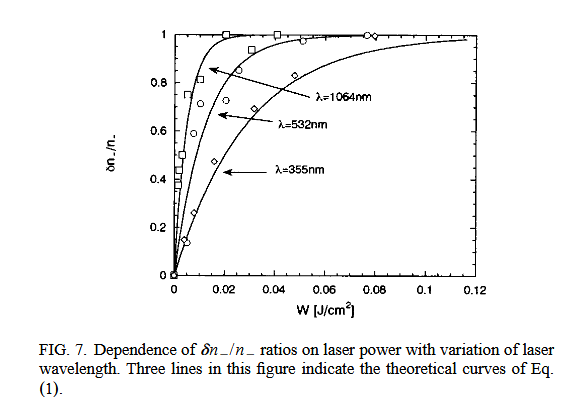 1
0.8
0.6
0.4
0.2
0
δn₋/n₋
λ=1064nm
λ=532nm
λ=355nm
0 0.02 0.04 0.06 0.08 0.1 0.12
W [J/cm²]
FIG. 7. Dependence of δn₋/n₋ ratios on laser power with variation of laser
wavelength. Three lines in this figure indicate the theoretical curves of Eq.
(1).